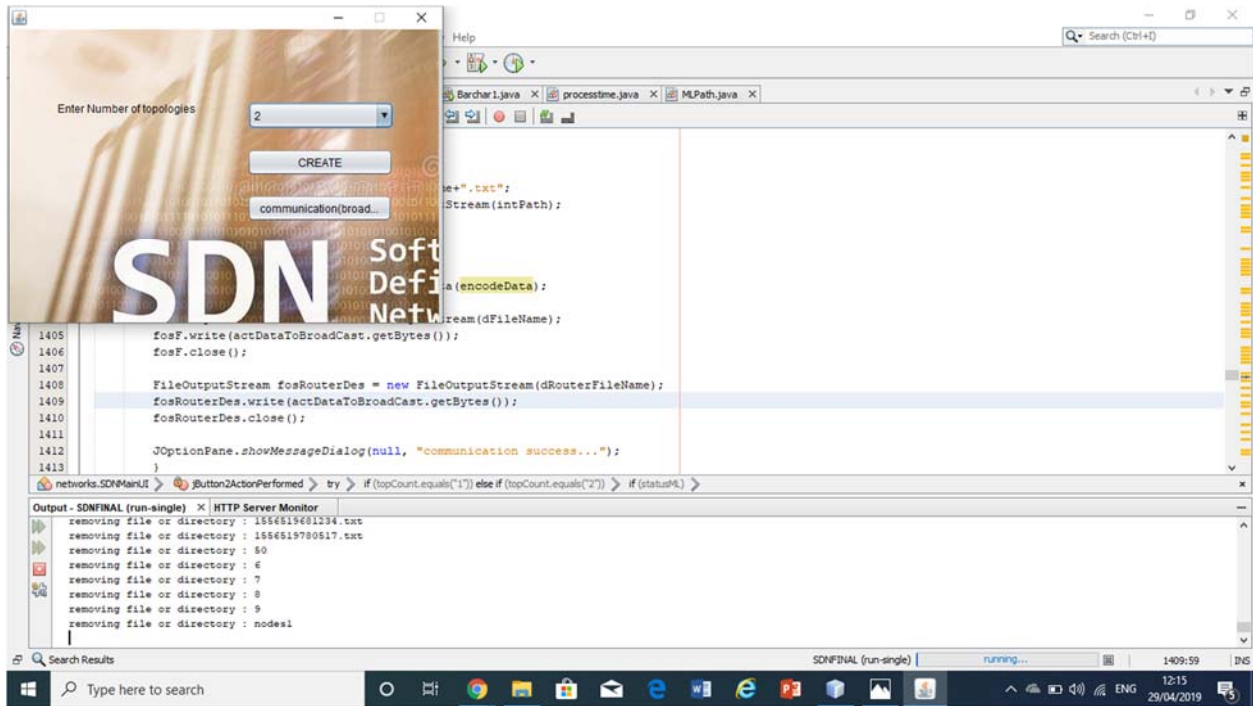 Help
Search (Ctrl+I)
Barchar1.java
processtime.java
MLPath.java
Enter Number of topologies
2
CREATE
communication(broad...
SDN
Soft
Defi
Netw
me+".txt";
Stream(intPath);
a(encodeData);
ream(dFileName);
1405 fosF.write(actDataToBroadCast.getBytes());
1406 fosF.close();
1407
1408 FileOutputStream fosRouterDes = new FileOutputStream(dRouterFileName);
1409 fosRouterDes.write(actDataToBroadCast.getBytes());
1410 fosRouterDes.close();
1411
1412 JOptionPane.showMessageDialog(null, "communication success...");
1413 }
networks.SDNMainUI jButton2ActionPerformed try if (topCount.equals("1")) else if (topCount.equals("2")) if (statusML)
Output - SDNFINAL (run-single) HTTP Server Monitor
removing file or directory : 1556519681234.txt
removing file or directory : 1556519780517.txt
removing file or directory : 50
removing file or directory : 6
removing file or directory : 7
removing file or directory : 8
removing file or directory : 9
removing file or directory : nodes1
Search Results
SDNFINAL (run-single) running... 1409:59 INS
Type here to search
ENG
12:15
29/04/2019